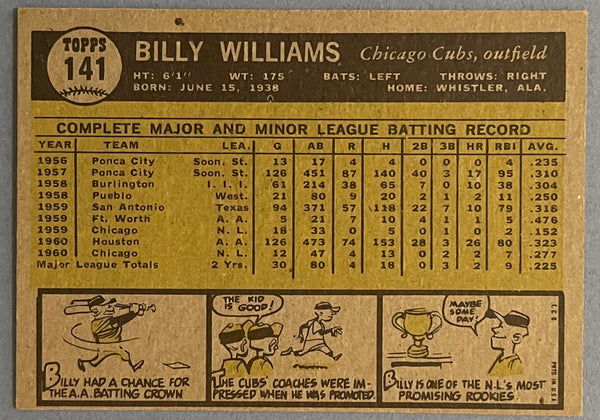 TOPPS
141
BILLY WILLIAMS Chicago Cubs, outfield
HT: 6'1" WT: 175 BATS: LEFT THROWS: RIGHT
BORN: JUNE 15, 1938 HOME: WHISTLER, ALA.
COMPLETE MAJOR AND MINOR LEAGUE BATTING RECORD
YEAR TEAM LEA. G AB R H 2B 3B HR RBI AVG.
1956 Ponca City Soon. St. 13 17 4 4 0 0 0 4 .235
1957 Ponca City Soon. St. 126 451 87 140 40 3 17 95 .310
1958 Burlington I. I. I. 61 214 38 65 7 0 10 38 .304
1958 Pueblo West. 21 80 9 20 2 1 2 11 .250
1959 San Antonio Texas 94 371 57 118 22 7 10 79 .316
1959 Ft. Worth A. A. 5 21 7 10 4 1 1 5 .476
1959 Chicago N. L. 18 33 0 5 0 1 0 2 .152
1960 Houston A. A. 126 473 74 153 28 3 26 80 .323
1960 Chicago N. L. 12 47 4 13 0 2 2 7 .277
Major League Totals 2 Yrs. 30 80 4 18 0 3 2 9 .225
BILLY HAD A CHANCE FOR
THE A.A. BATTING CROWN
THE KID
IS GOOD!
THE CUBS' COACHES WERE IM-
PRESSED WHEN HE WAS PROMOTED.
MAYBE
SOME
DAY!
BILLY IS ONE OF THE N.L.'S MOST
PROMISING ROOKIES
T.C.G. PRTD. IN U.S.A.